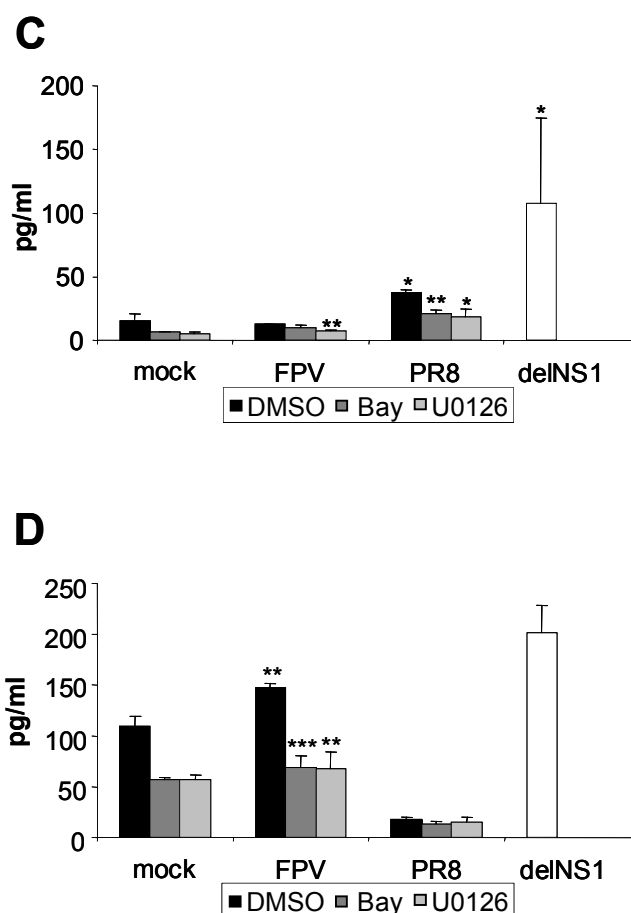 C
200
*
150
pg/ml
100
*
50
** *
**
0
mock FPV PR8 delNS1
DMSO Bay U0126
D
250
200
**
150
pg/ml
*** **
100
50
0
mock FPV PR8 delNS1
DMSO Bay U0126